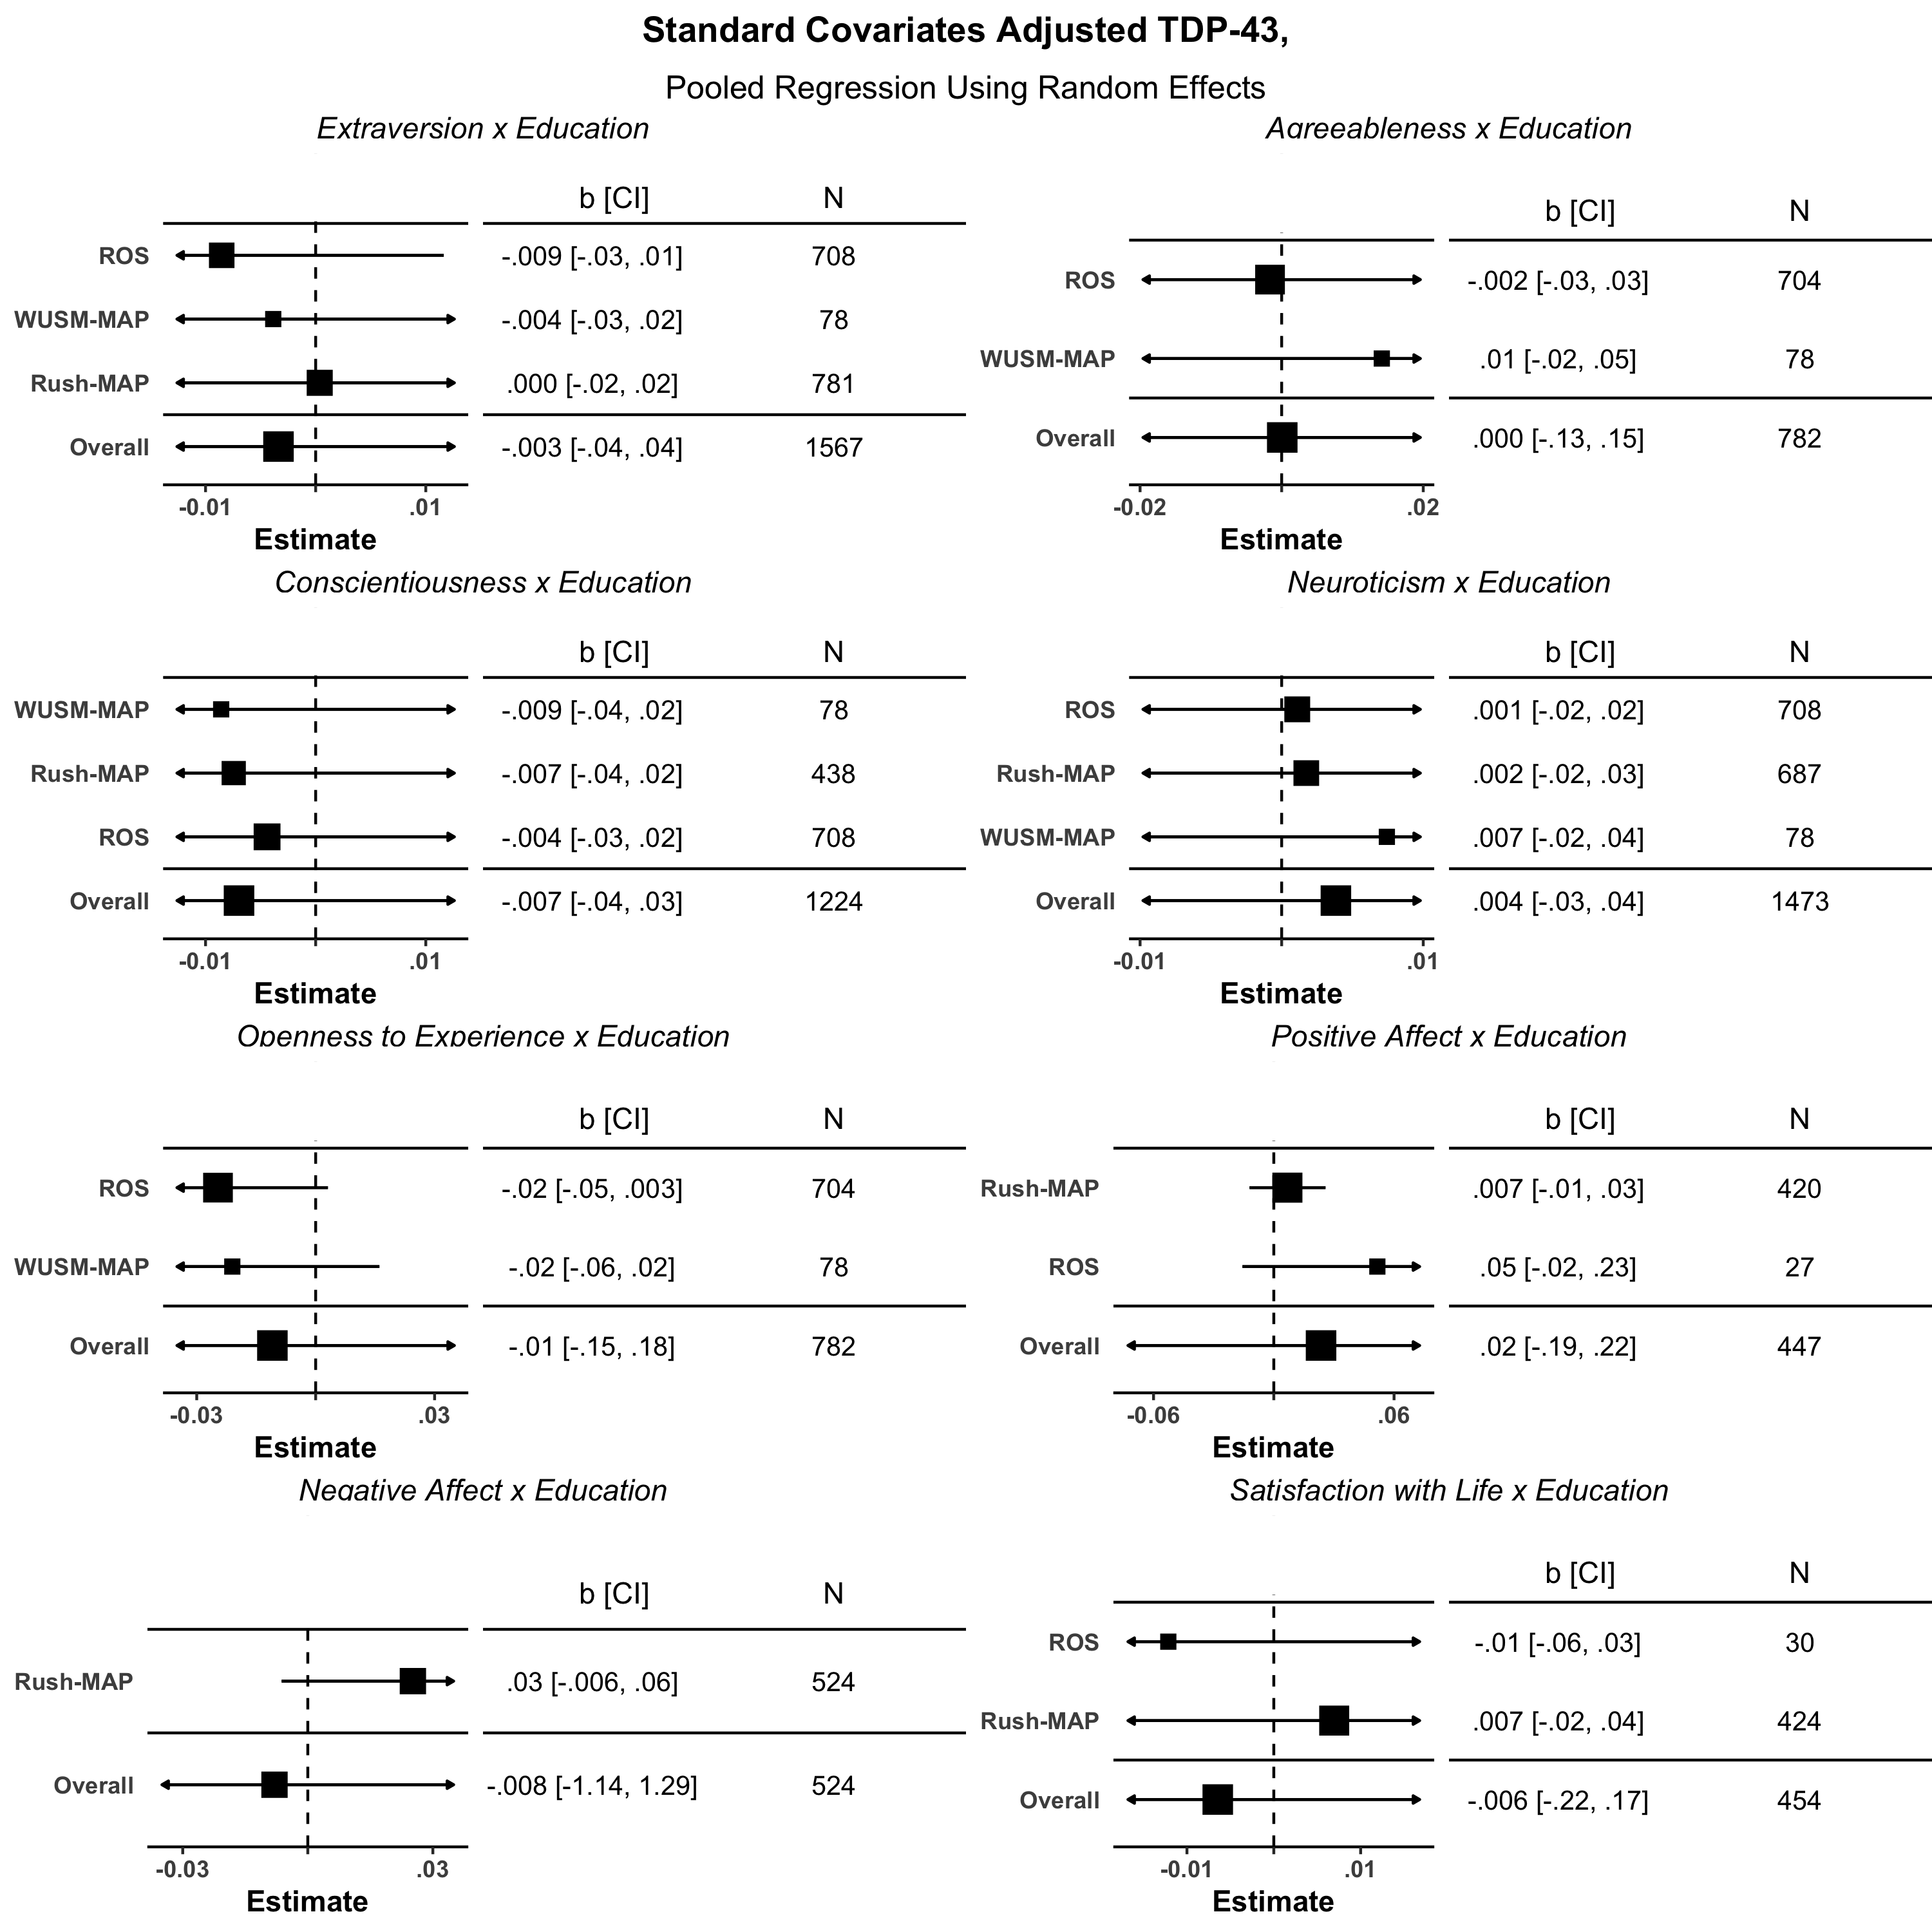 Standard Covariates Adjusted TDP-43,
Pooled Regression Using Random Effects
Extraversion x Education
b [CI] N
ROS -.009 [-.03, .01] 708
WUSM-MAP -.004 [-.03, .02] 78
Rush-MAP .000 [-.02, .02] 781
Overall -.003 [-.04, .04] 1567
-0.01 .01
Estimate
Agreeableness x Education
b [CI] N
ROS -.002 [-.03, .03] 704
WUSM-MAP .01 [-.02, .05] 78
Overall .000 [-.13, .15] 782
-0.02 .02
Estimate
Conscientiousness x Education
b [CI] N
WUSM-MAP -.009 [-.04, .02] 78
Rush-MAP -.007 [-.04, .02] 438
ROS -.004 [-.03, .02] 708
Overall -.007 [-.04, .03] 1224
-0.01 .01
Estimate
Neuroticism x Education
b [CI] N
ROS .001 [-.02, .02] 708
Rush-MAP .002 [-.02, .03] 687
WUSM-MAP .007 [-.02, .04] 78
Overall .004 [-.03, .04] 1473
-0.01 .01
Estimate
Openness to Experience x Education
b [CI] N
ROS -.02 [-.05, .003] 704
WUSM-MAP -.02 [-.06, .02] 78
Overall -.01 [-.15, .18] 782
-0.03 .03
Estimate
Positive Affect x Education
b [CI] N
Rush-MAP .007 [-.01, .03] 420
ROS .05 [-.02, .23] 27
Overall .02 [-.19, .22] 447
-0.06 .06
Estimate
Negative Affect x Education
b [CI] N
Rush-MAP .03 [-.006, .06] 524
Overall -.008 [-1.14, 1.29] 524
-0.03 .03
Estimate
Satisfaction with Life x Education
b [CI] N
ROS -.01 [-.06, .03] 30
Rush-MAP .007 [-.02, .04] 424
Overall -.006 [-.22, .17] 454
-0.01 .01
Estimate